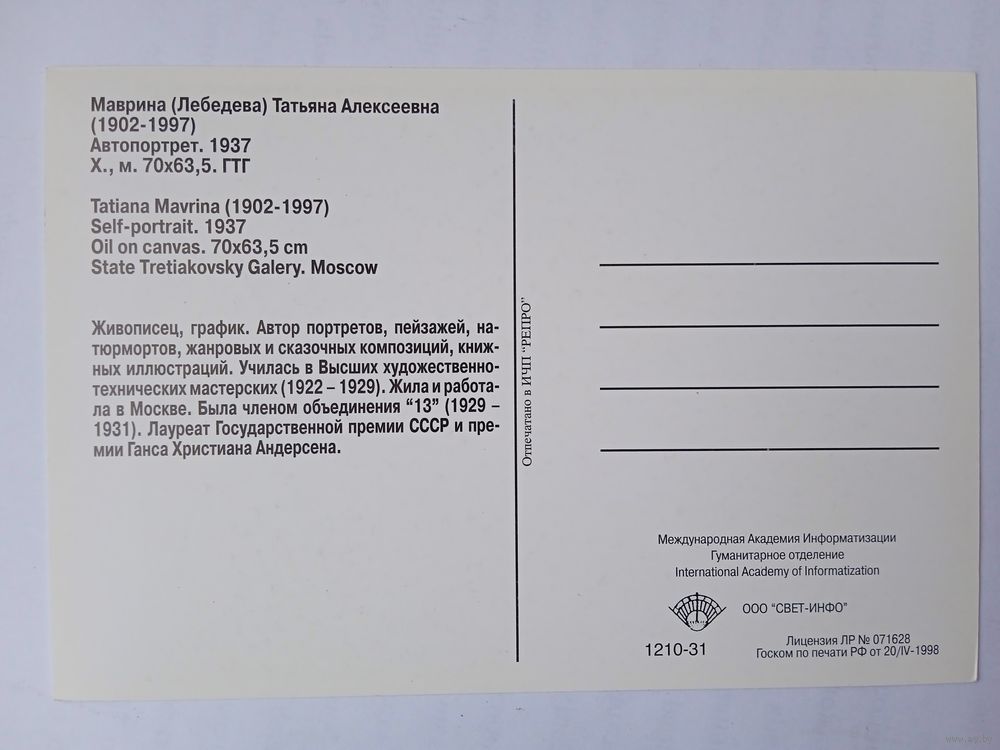 Маврина (Лебедева) Татьяна Алексеевна
(1902-1997)
Автопортрет. 1937
Х., м. 70х63,5. ГТГ
Tatiana Mavrina (1902-1997)
Self-portrait. 1937
Oil on canvas. 70x63,5 cm
State Tretiakovsky Galery. Moscow
Живописец, график. Автор портретов, пейзажей, на-
тюрмортов, жанровых и сказочных композиций, книж-
ных иллюстраций. Училась в Высших художественно-
технических мастерских (1922 – 1929). Жила и работа-
ла в Москве. Была членом объединения “13” (1929 –
1931). Лауреат Государственной премии СССР и пре-
мии Ганса Христиана Андерсена.
Отпечатано в ИЧП “РЕПРО”
Международная Академия Информатизации
Гуманитарное отделение
International Academy of Informatization
ООО “СВЕТ-ИНФО”
1210-31
Лицензия ЛР № 071628
Госком по печати РФ от 20/IV-1998
www.ay.by